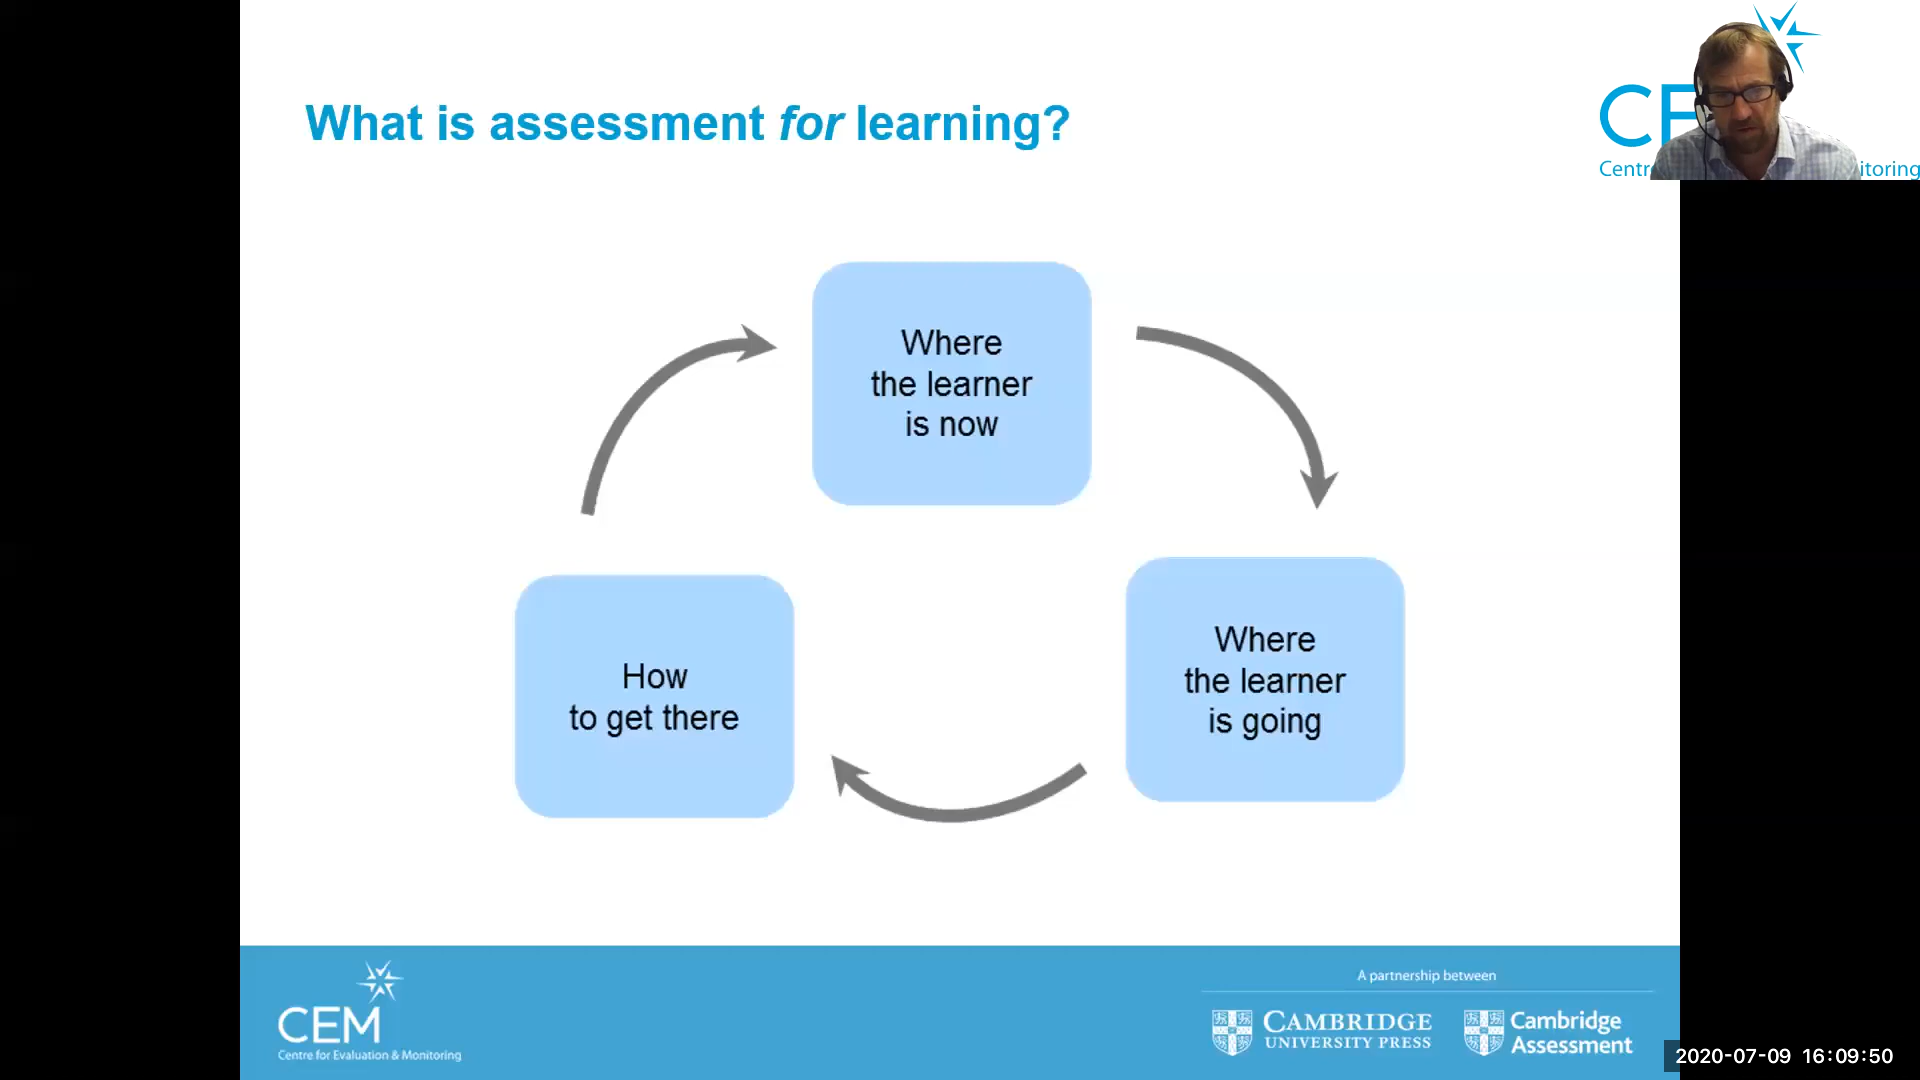 What is assessment for learning?
Where
the learner
is now
How
to get there
Where
the learner
is going
CEM
Centre for Evaluation & Monitoring
A partnership between
CAMBRIDGE
UNIVERSITY PRESS
Cambridge
Assessment
2020-07-09 16:09:50